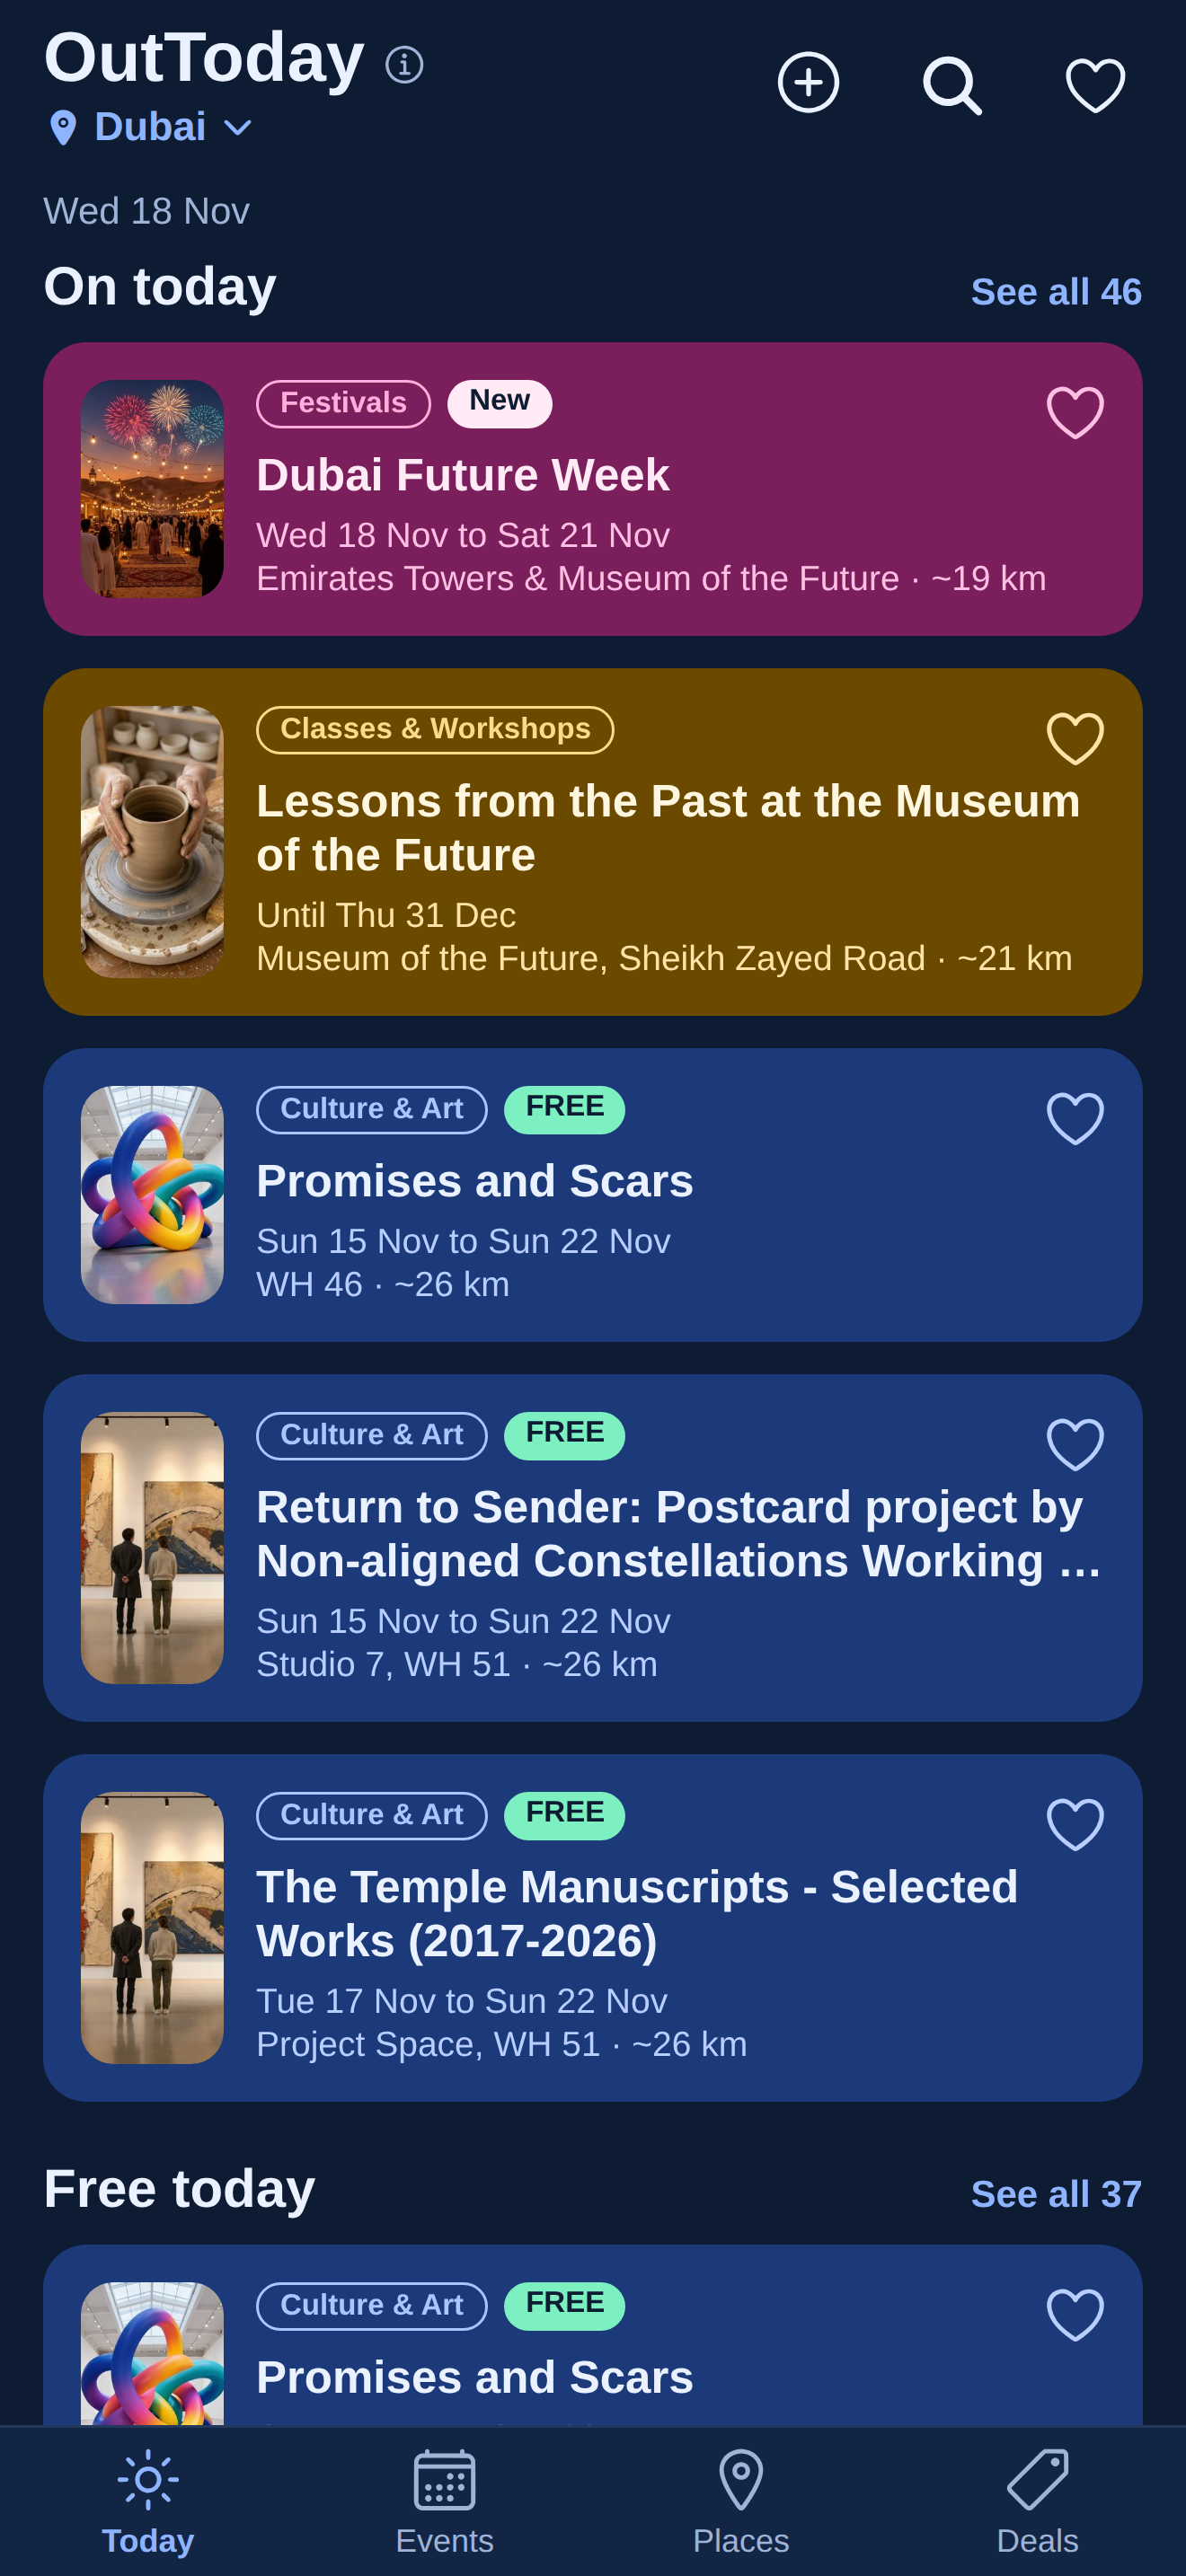 OutToday
Dubai
Wed 18 Nov
On today
See all 46
Festivals
New
Dubai Future Week
Wed 18 Nov to Sat 21 Nov
Emirates Towers & Museum of the Future · ~19 km
Classes & Workshops
Lessons from the Past at the Museum
of the Future
Until Thu 31 Dec
Museum of the Future, Sheikh Zayed Road · ~21 km
Culture & Art
FREE
Promises and Scars
Sun 15 Nov to Sun 22 Nov
WH 46 · ~26 km
Culture & Art
FREE
Return to Sender: Postcard project by
Non-aligned Constellations Working ...
Sun 15 Nov to Sun 22 Nov
Studio 7, WH 51 · ~26 km
Culture & Art
FREE
The Temple Manuscripts - Selected
Works (2017-2026)
Tue 17 Nov to Sun 22 Nov
Project Space, WH 51 · ~26 km
Free today
See all 37
Culture & Art
FREE
Promises and Scars
Today
Events
Places
Deals